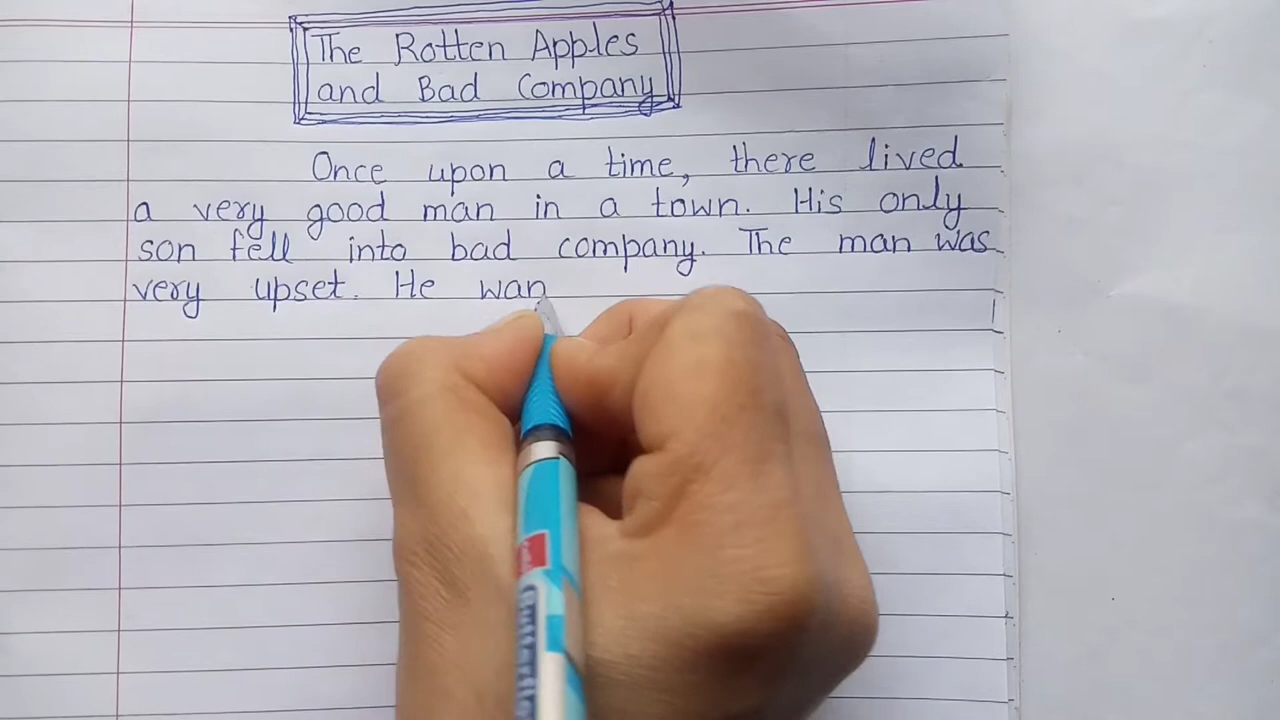 The Rotten Apples
and Bad Company
Once upon a time, there lived
a very good man in a town. His only
son fell into bad company. The man was
very upset. He wan